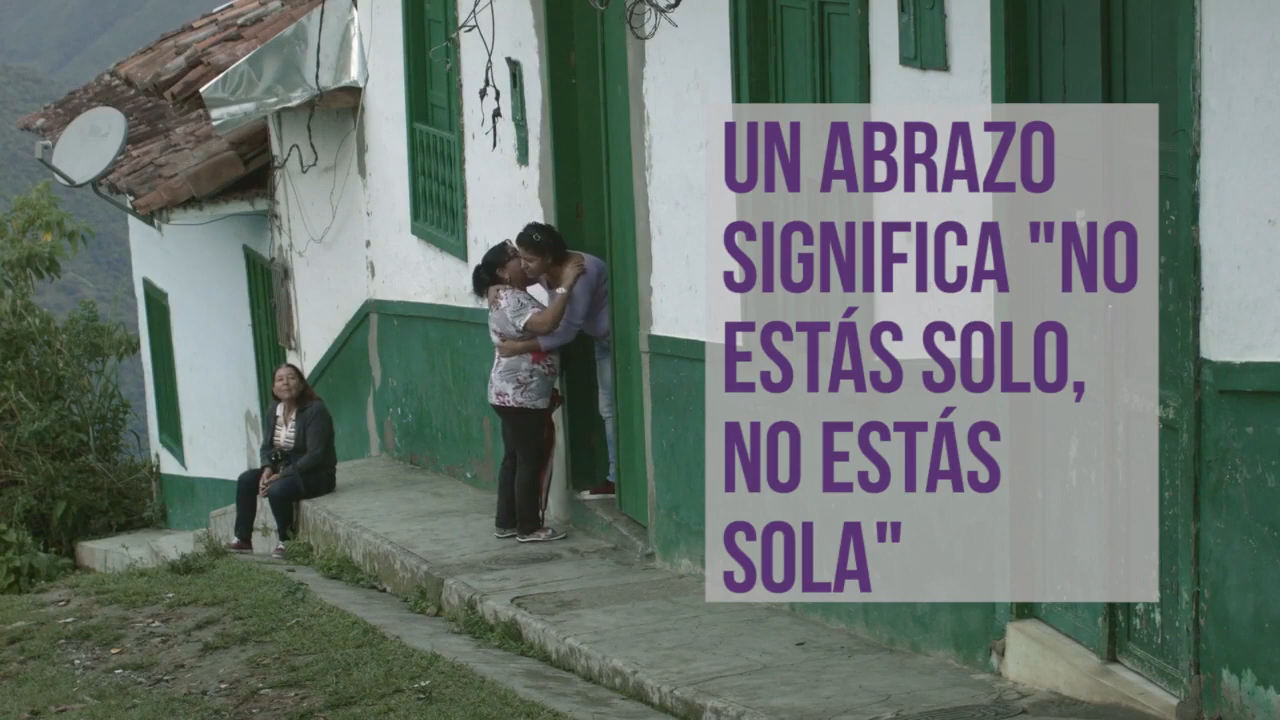 UN ABRAZO
SIGNIFICA "NO
ESTÁS SOLO,
NO ESTÁS
SOLA"